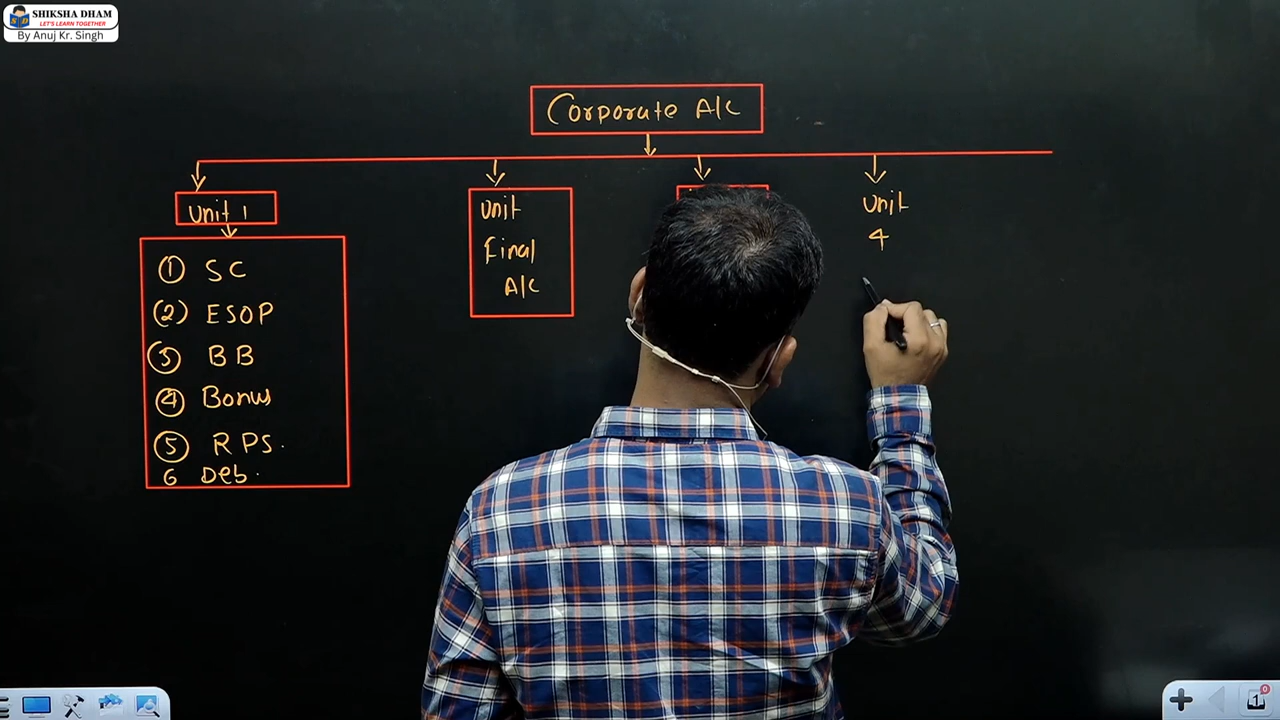 SHIKSHA DHAM
LET'S LEARN TOGETHER
By Anuj Kr. Singh
Corporate A/c
Unit 1
① SC
(2) ESOP
③ BB
④ Bonus
⑤ RPS.
6 Deb.
Unit
Final
A/c
Unit
4